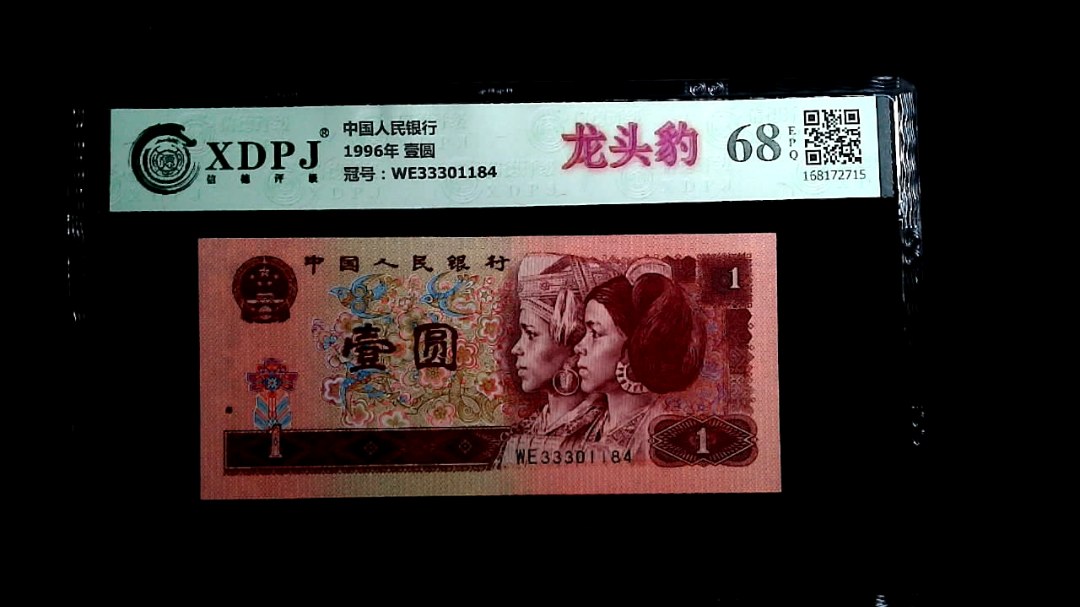 XDPJ®
信德评级
中国人民银行
1996年 壹圆
冠号：WE33301184
龙头豹
68 EPQ
168172715
中国人民银行
1
壹圆
1
1
WE33301184